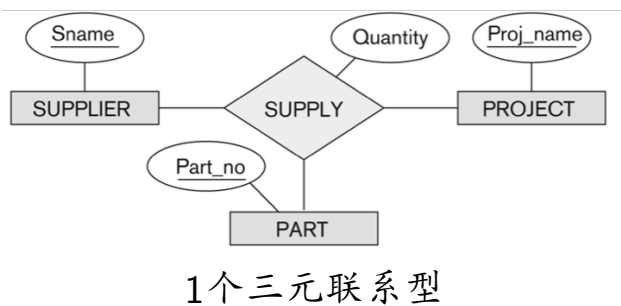 Sname
Quantity
Proj_name
SUPPLIER
SUPPLY
PROJECT
Part_no
PART
1个三元联系型